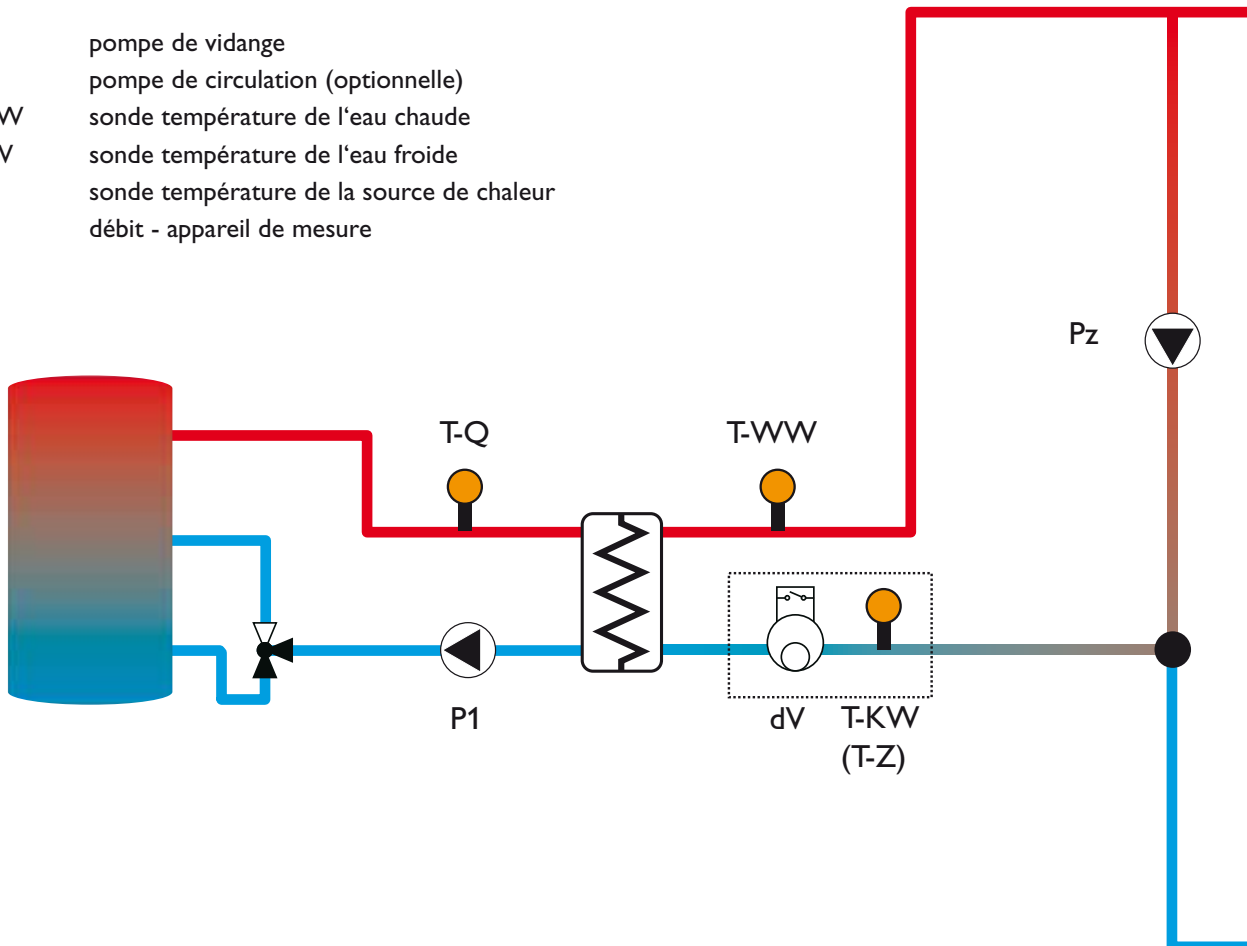 pompe de vidange
pompe de circulation (optionnelle)
W sonde température de l‘eau chaude
V sonde température de l‘eau froide
sonde température de la source de chaleur
débit - appareil de mesure
Pz
T-Q
T-WW
P1
dV
T-KW
(T-Z)